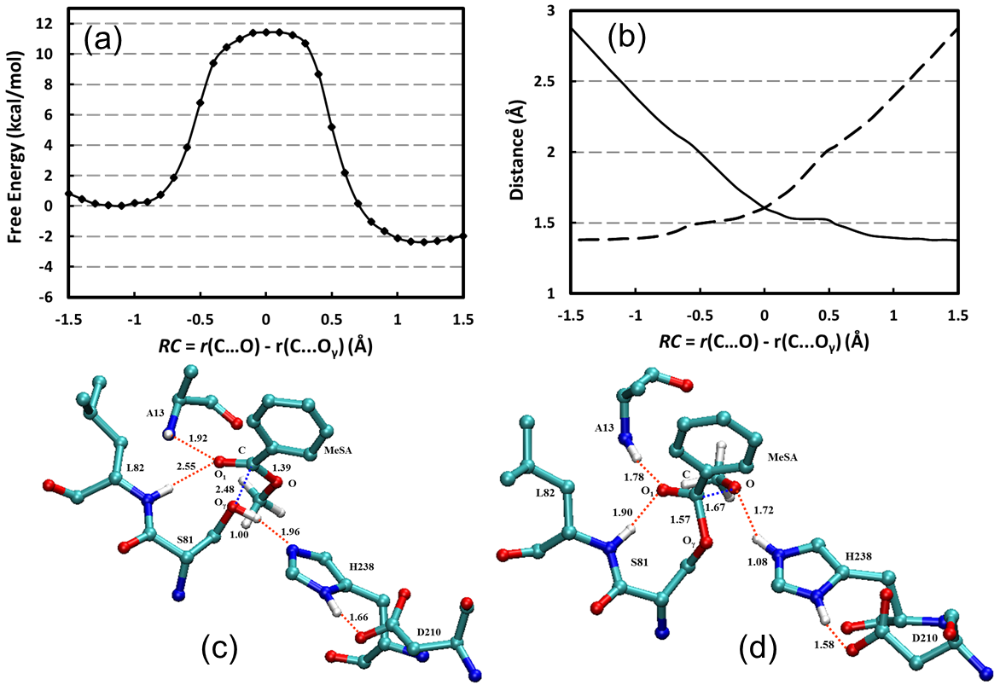 (a)
Free Energy (kcal/mol)
12
10
8
6
4
2
0
-2
-4
-6
-1.5 -1 -0.5 0 0.5 1 1.5
RC = r(C...O) - r(C...Oγ) (Å)
(b)
Distance (Å)
3
2.5
2
1.5
1
-1.5 -1 -0.5 0 0.5 1 1.5
RC = r(C...O) - r(C...Oγ) (Å)
A13
1.92
C
MeSA
L82
2.55
O1
1.39
O
2.48
Oγ
1.00
S81
1.96
H238
1.66
D210
(c)
A13
MeSA
1.78
C
L82
O1
O
1.67
1.90
1.57
1.72
Oγ
S81
1.08
H238
D210
1.58
(d)